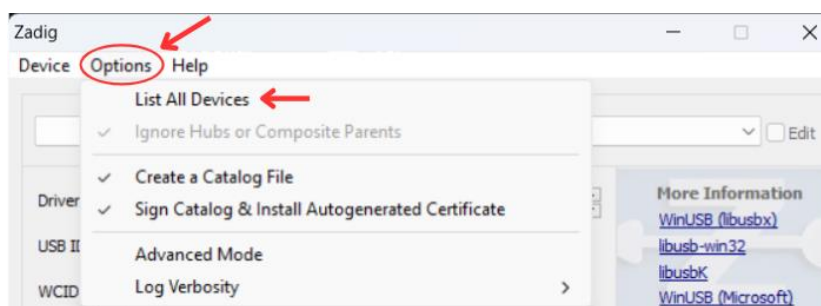 Zadig
Device Options Help
List All Devices
Ignore Hubs or Composite Parents
Edit
Create a Catalog File
Sign Catalog & Install Autogenerated Certificate
Advanced Mode
Log Verbosity
Driver
USB
WCID
More Information
WinUSB (libusbx)
libusb-win32
libusbK
WinUSB (Microsoft)